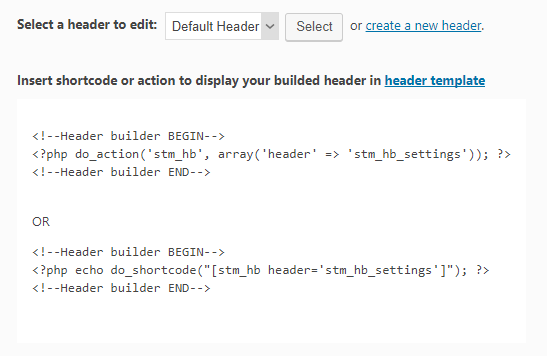 Select a header to edit: Default Header Select or create a new header.
Insert shortcode or action to display your builded header in header template
<!--Header builder BEGIN-->
<?php do_action('stm_hb', array('header' => 'stm_hb_settings')); ?>
<!--Header builder END-->
OR
<!--Header builder BEGIN-->
<?php echo do_shortcode("[stm_hb header='stm_hb_settings']"); ?>
<!--Header builder END-->